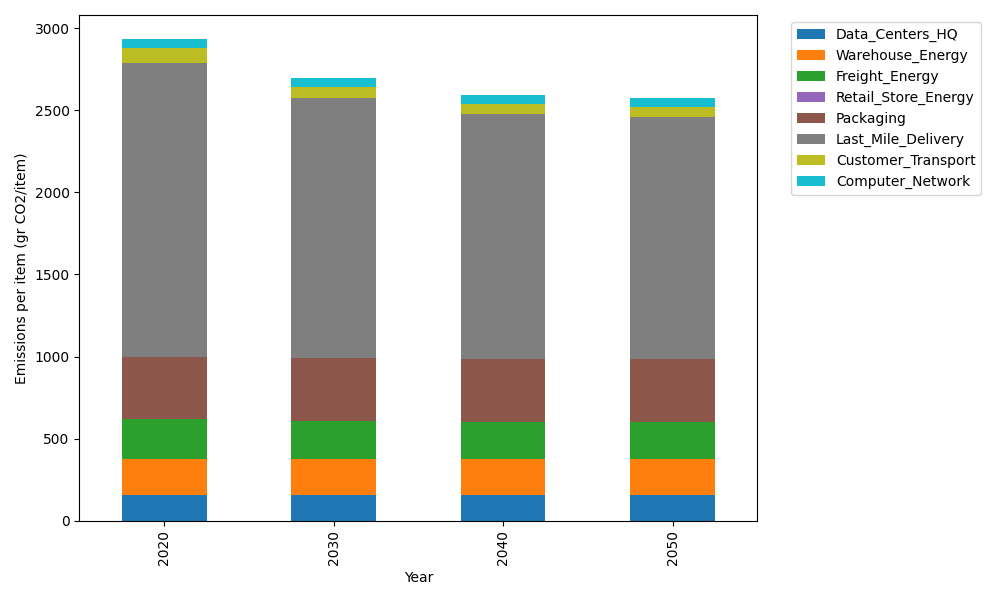 3000
2500
2000
1500
1000
500
0
Emissions per item (gr CO2/item)
2020
2030
2040
2050
Year
Data_Centers_HQ
Warehouse_Energy
Freight_Energy
Retail_Store_Energy
Packaging
Last_Mile_Delivery
Customer_Transport
Computer_Network